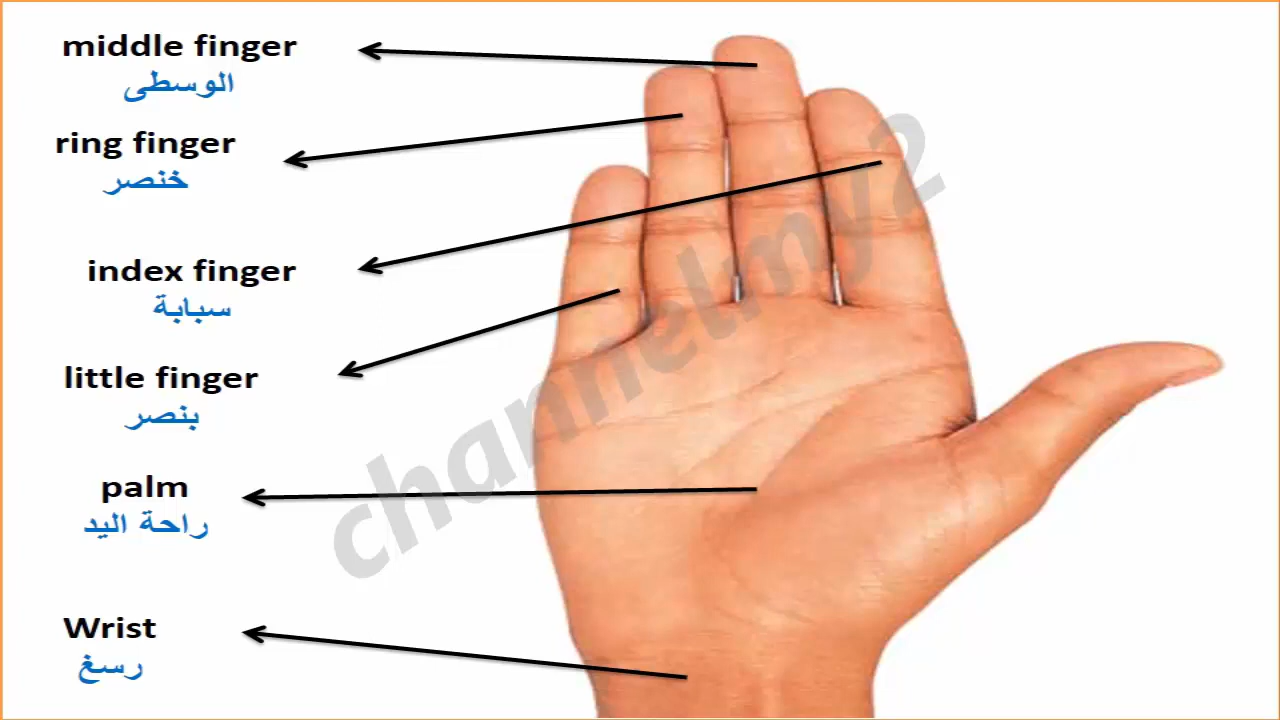 middle finger
الوسطى
ring finger
خنصر
index finger
سبابة
little finger
بنصر
palm
راحة اليد
Wrist
رسغ
channelmy2